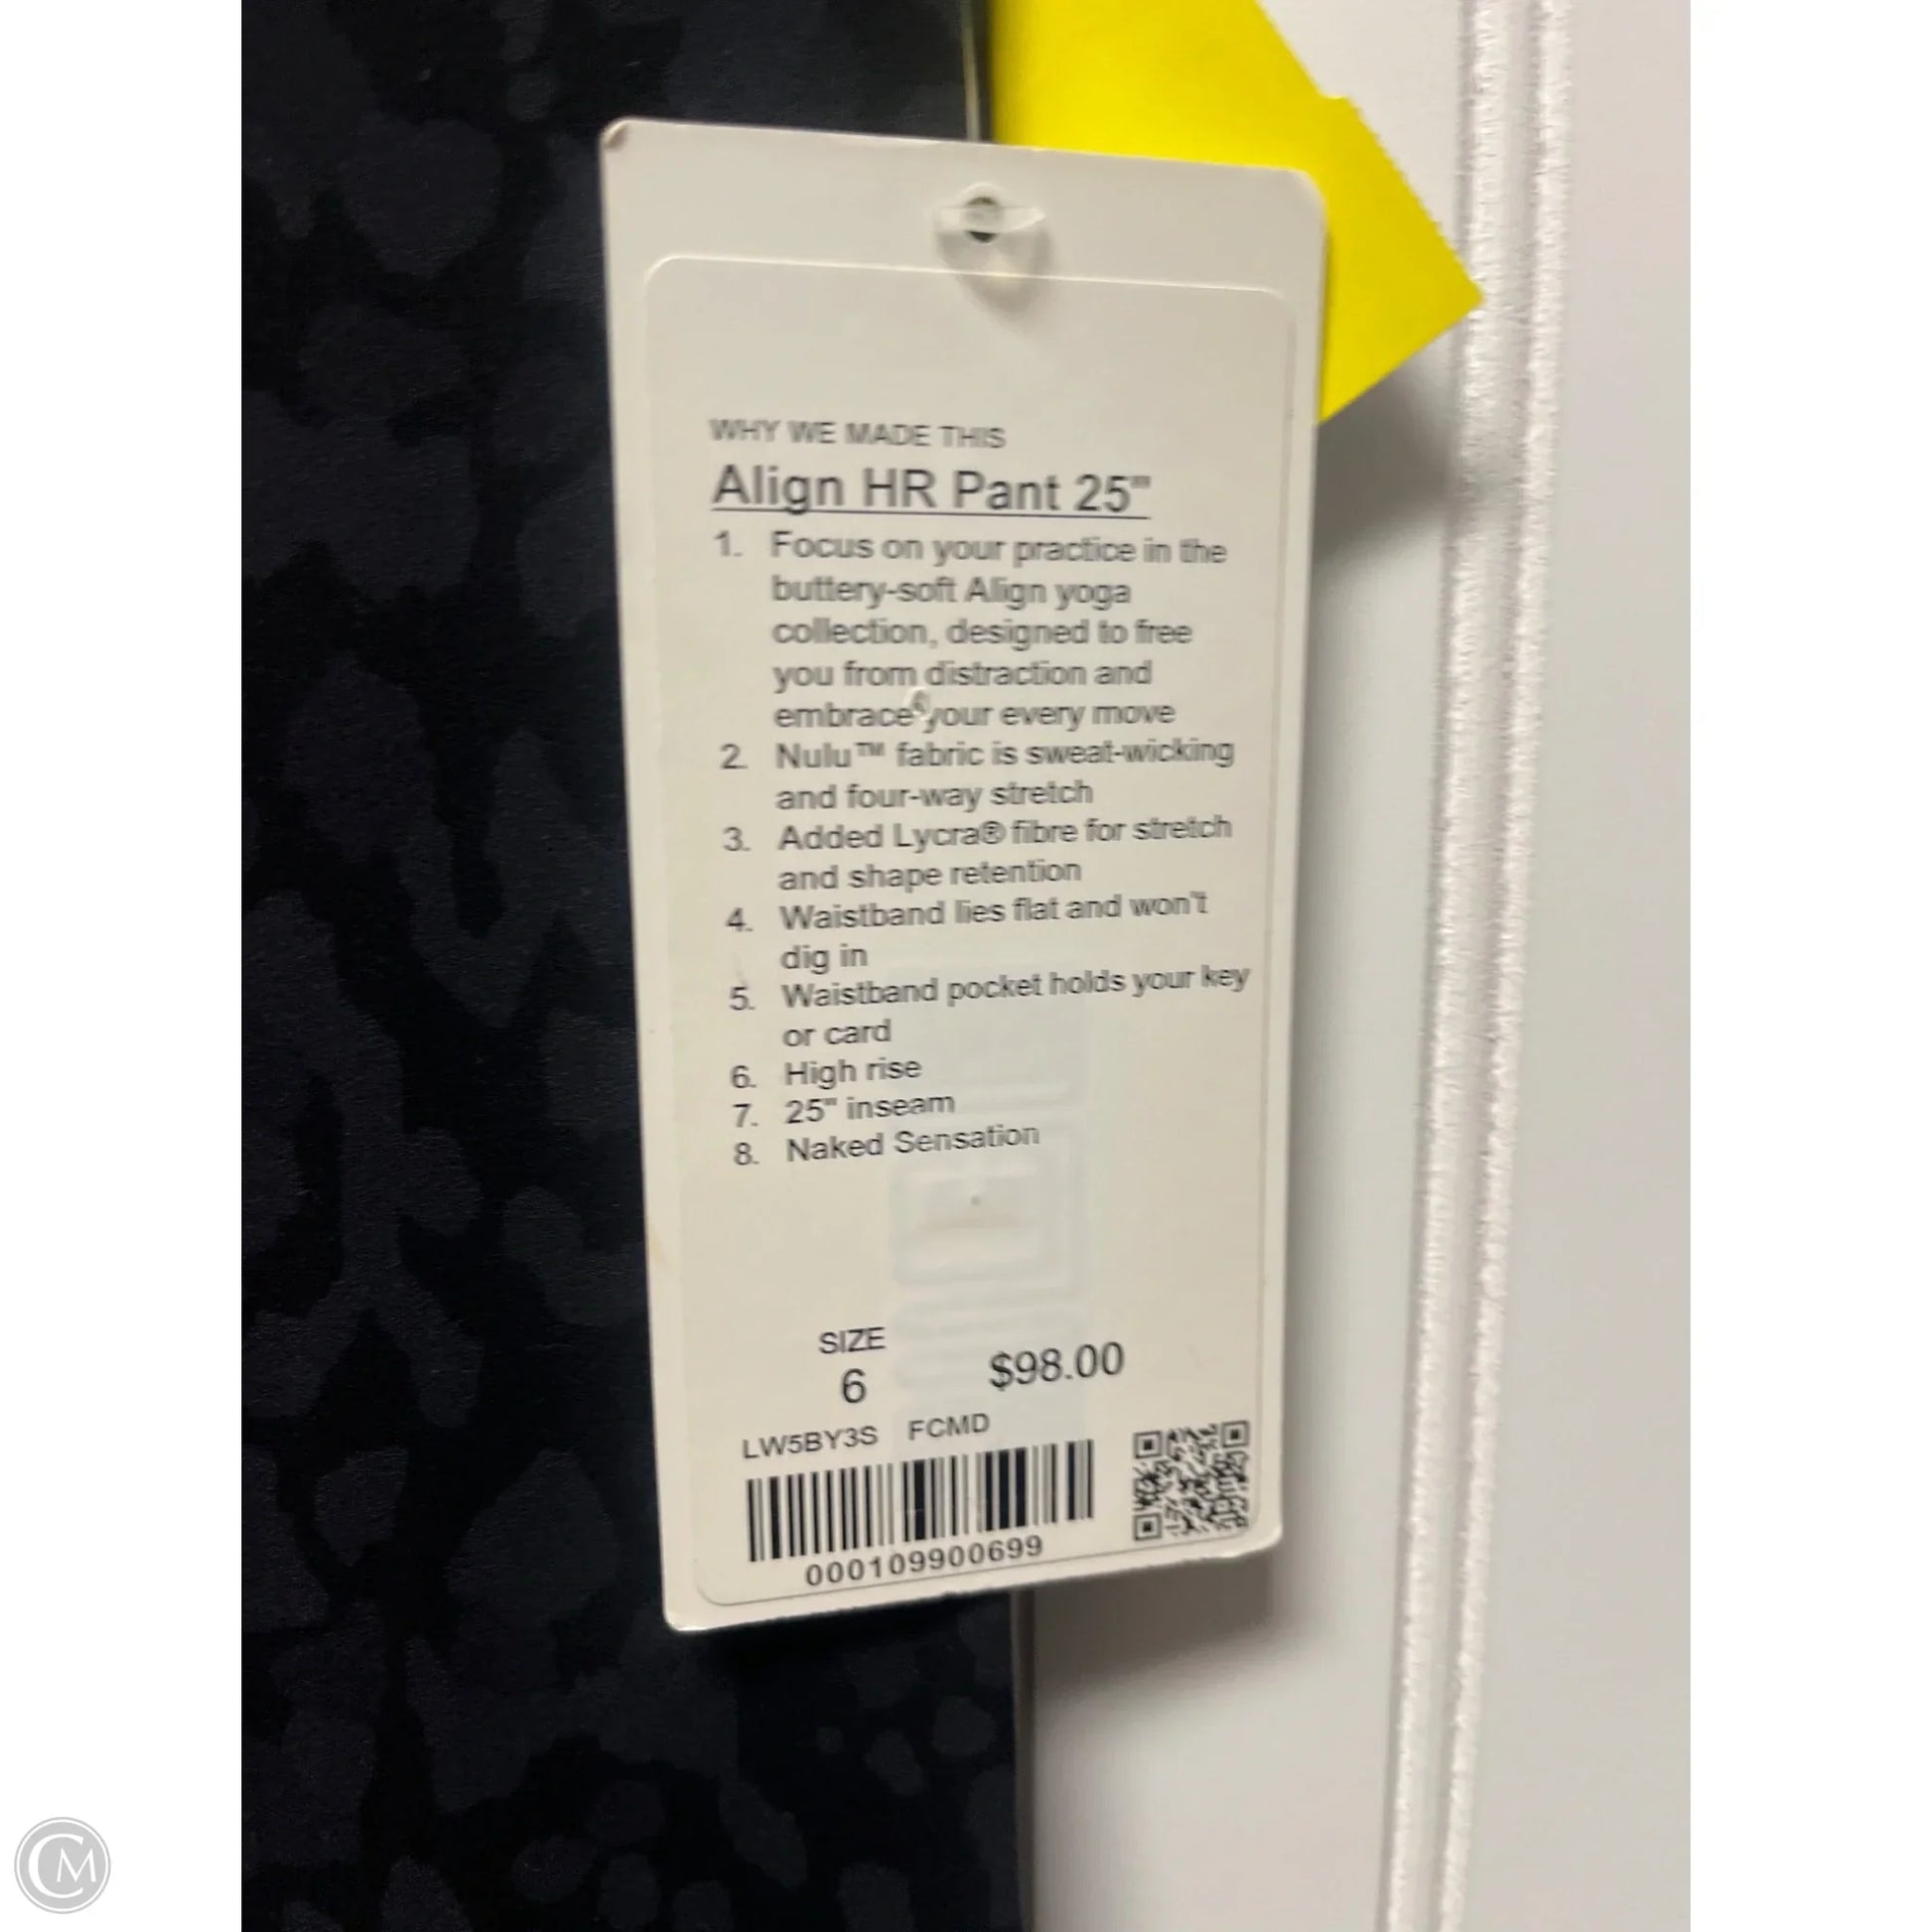 WHY WE MADE THIS
Align HR Pant 25"
1. Focus on your practice in the
buttery-soft Align yoga
collection, designed to free
you from distraction and
embrace your every move
2. Nulu™ fabric is sweat-wicking
and four-way stretch
3. Added Lycra® fibre for stretch
and shape retention
4. Waistband lies flat and won't
dig in
5. Waistband pocket holds your key
or card
6. High rise
7. 25" inseam
8. Naked Sensation
SIZE
6 $98.00
LW5BY3S FCMD
000109900699
CM